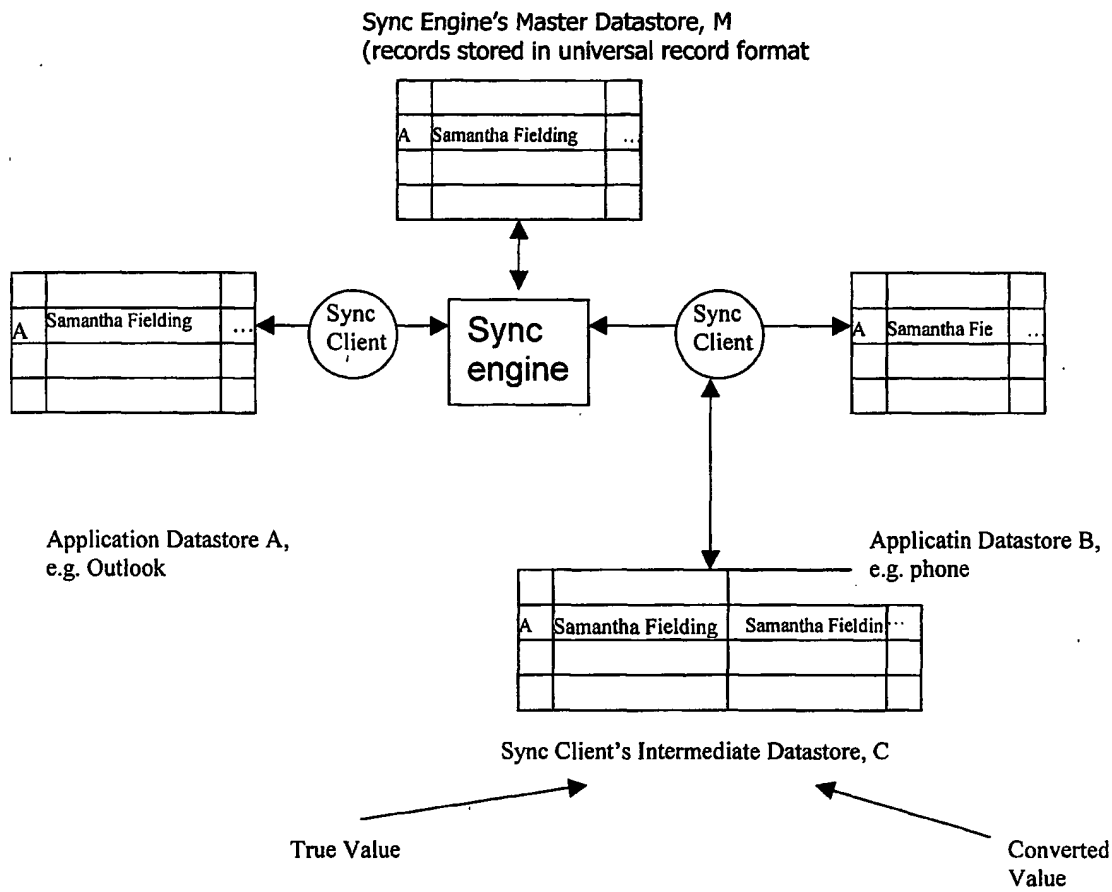 Sync Engine's Master Datastore, M
(records stored in universal record format
A Samantha Fielding ...
A Samantha Fielding ...
Sync
Client
Sync
engine
Sync
Client
A Samantha Fie ...
Application Datastore A,
e.g. Outlook
Applicatin Datastore B,
e.g. phone
A Samantha Fielding Samantha Fieldin ...
Sync Client's Intermediate Datastore, C
True Value
Converted
Value